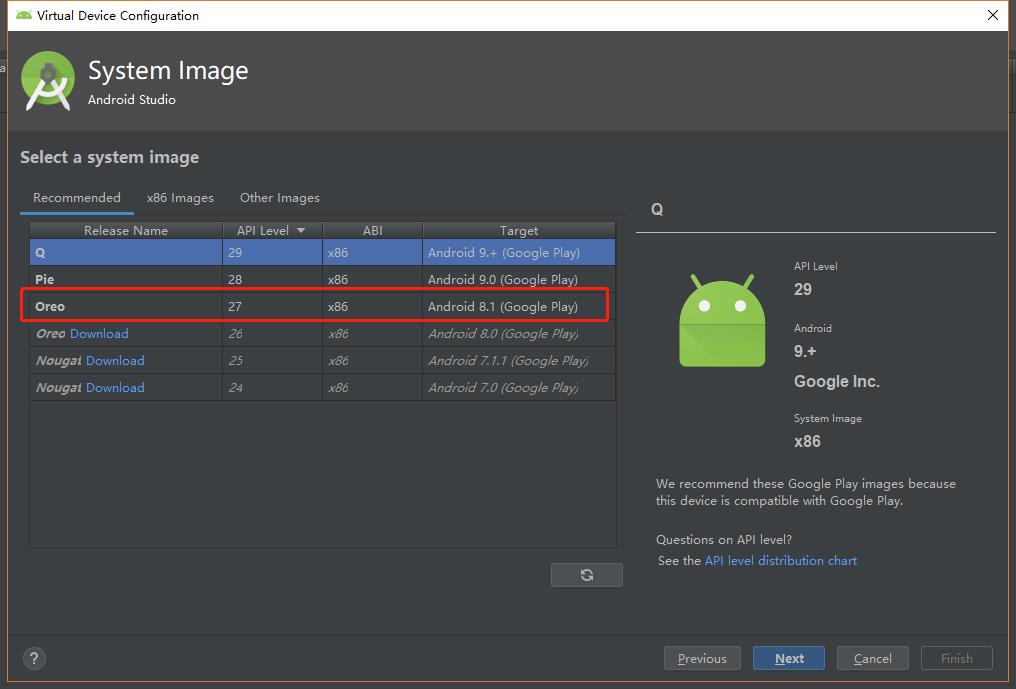 Virtual Device Configuration
System Image
Android Studio
Select a system image
Recommended x86 Images Other Images
Release Name API Level ABI Target
Q 29 x86 Android 9.+ (Google Play)
Pie 28 x86 Android 9.0 (Google Play)
Oreo 27 x86 Android 8.1 (Google Play)
Oreo Download 26 x86 Android 8.0 (Google Play)
Nougat Download 25 x86 Android 7.1.1 (Google Play)
Nougat Download 24 x86 Android 7.0 (Google Play)
Q
API Level
29
Android
9.+
Google Inc.
System Image
x86
We recommend these Google Play images because
this device is compatible with Google Play.
Questions on API level?
See the API level distribution chart
? Previous Next Cancel Finish